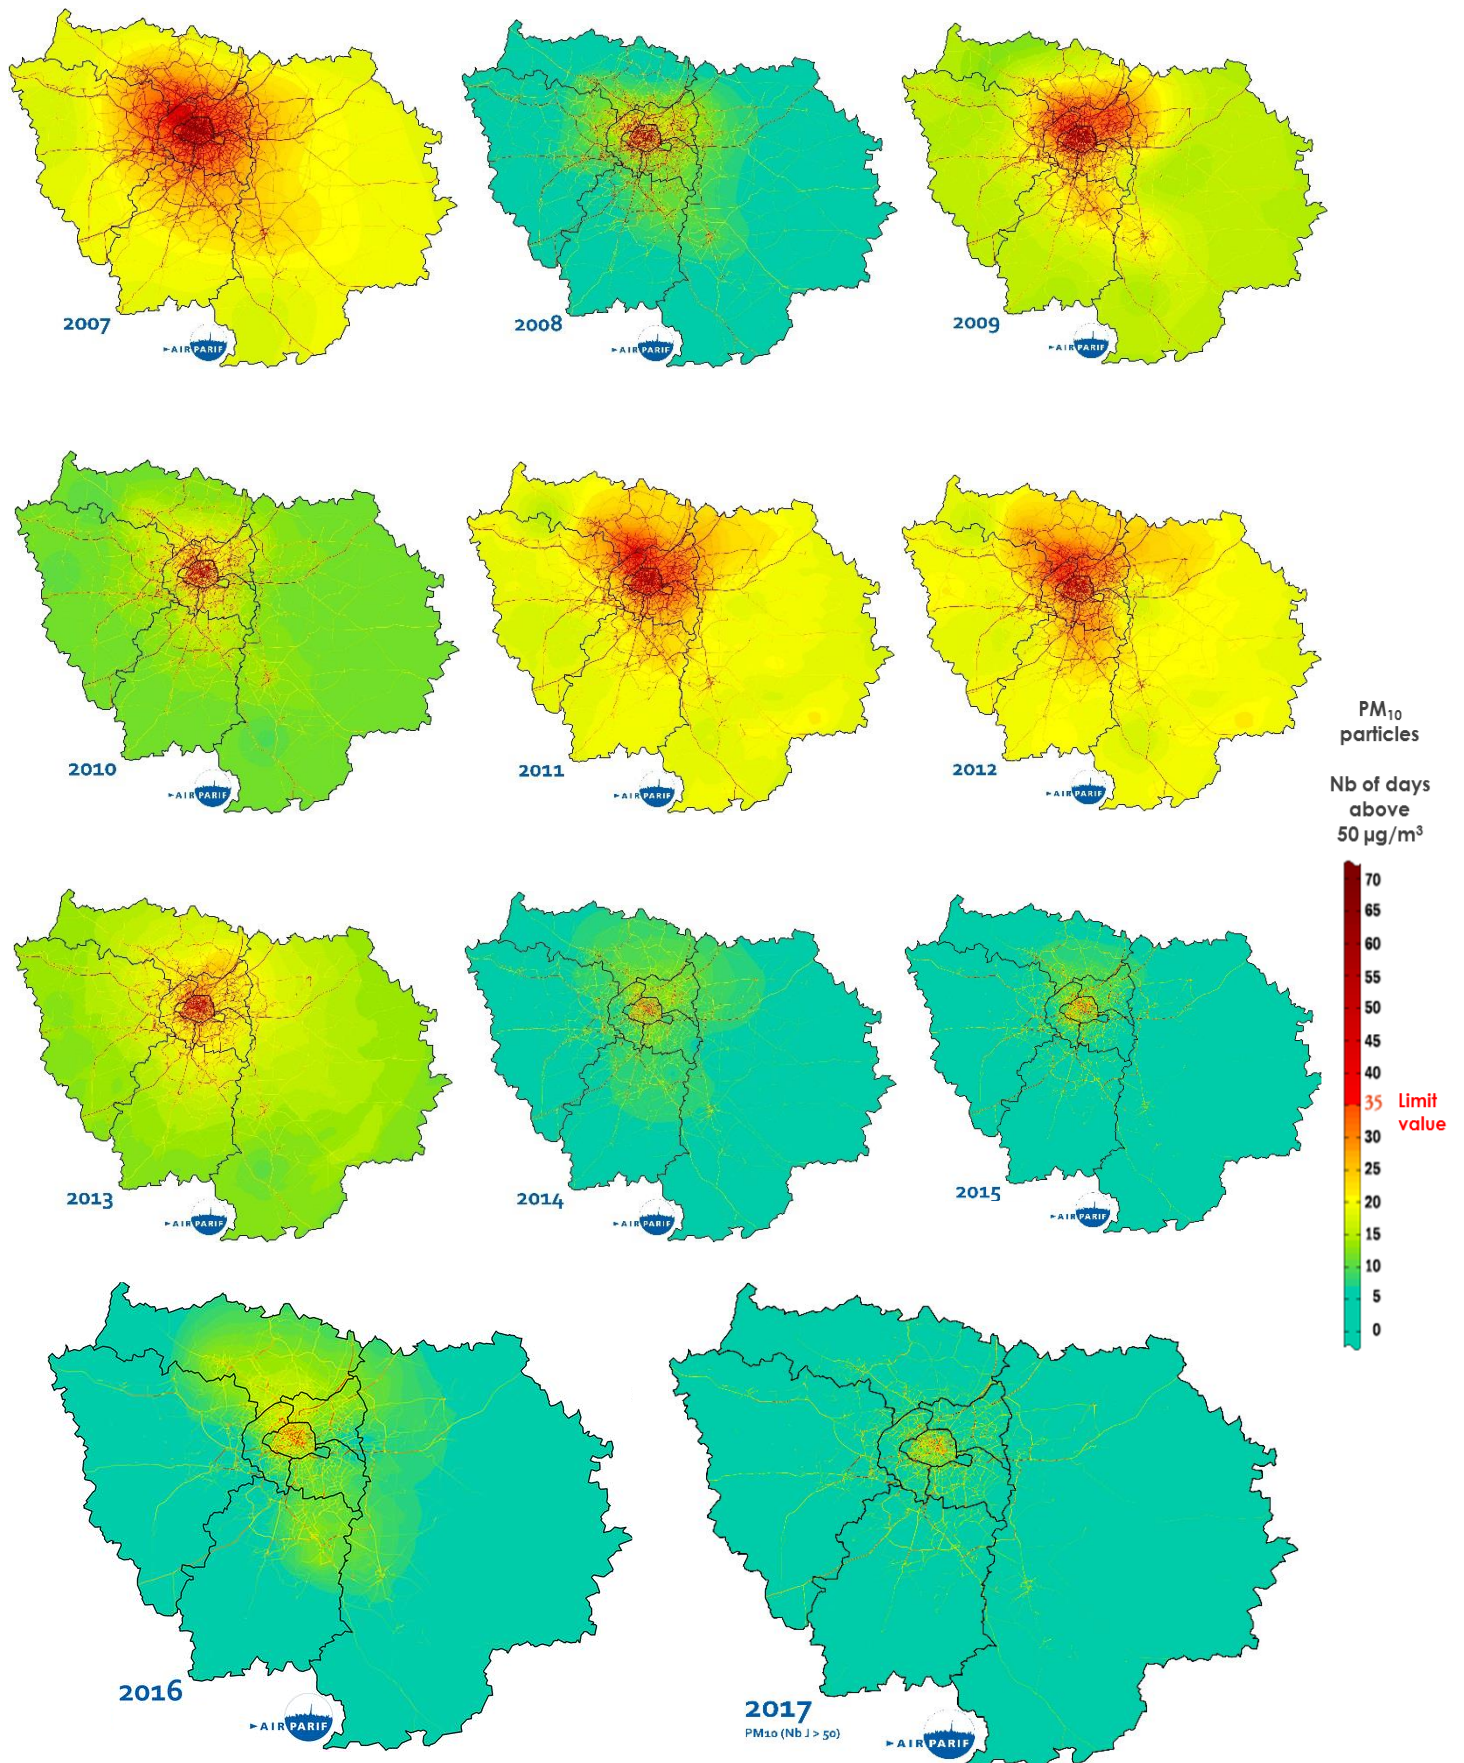 2007
AIRPARIF
2008
AIRPARIF
2009
AIRPARIF
2010
AIRPARIF
2011
AIRPARIF
2012
AIRPARIF
PM10
particles
Nb of days
above
50 µg/m³
70
65
60
55
50
45
40
35 Limit
value
30
25
20
15
10
5
0
2013
AIRPARIF
2014
AIRPARIF
2015
AIRPARIF
2016
AIRPARIF
2017
PM10 (Nb J > 50)
AIRPARIF